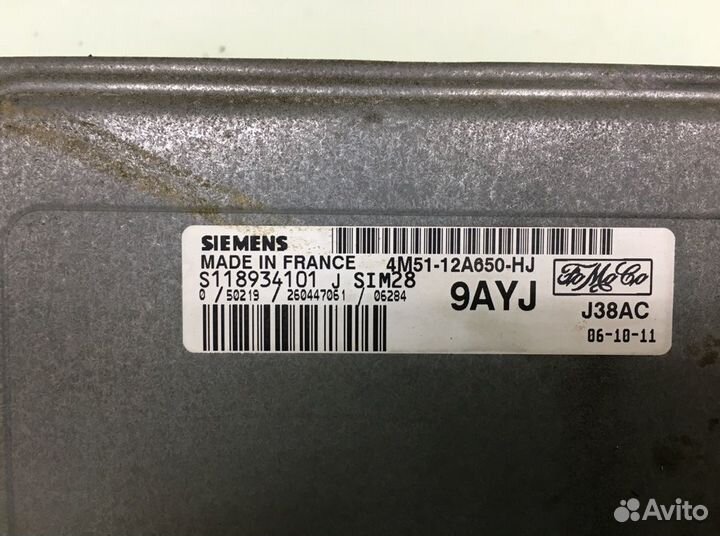 SIEMENS
MADE IN FRANCE 4M51-12A650-HJ
S118934101 J SIM28
0 / 50219 / 260447061 / 06284
9AYJ
FoMoCo
J38AC
06-10-11
Avito